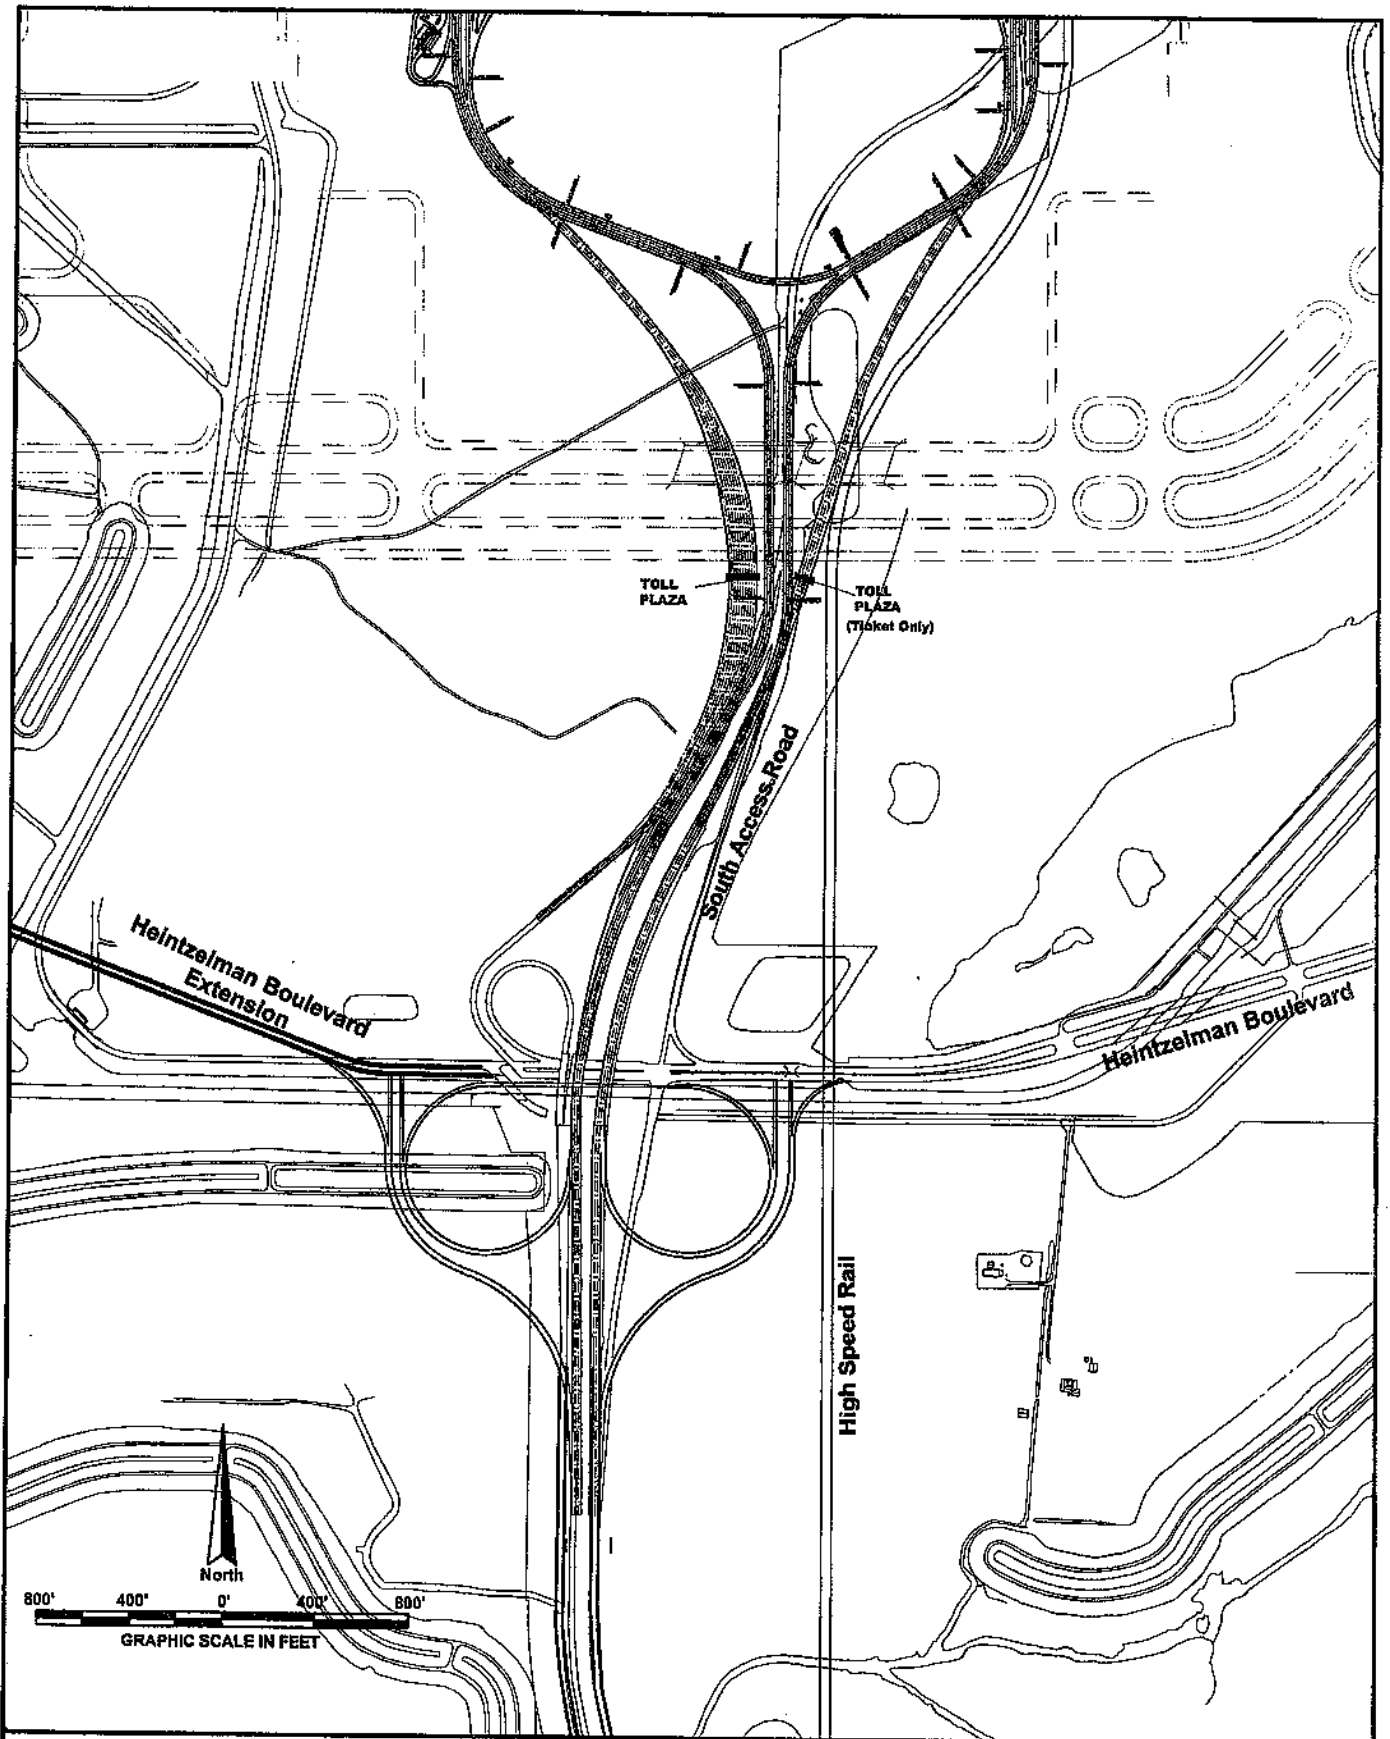 TOLL
PLAZA
TOLL
PLAZA
(Ticket Only)
South Access Road
Heintzelman Boulevard
Extension
Heintzelman Boulevard
High Speed Rail
North
800' 400' 0' 400' 800'
GRAPHIC SCALE IN FEET